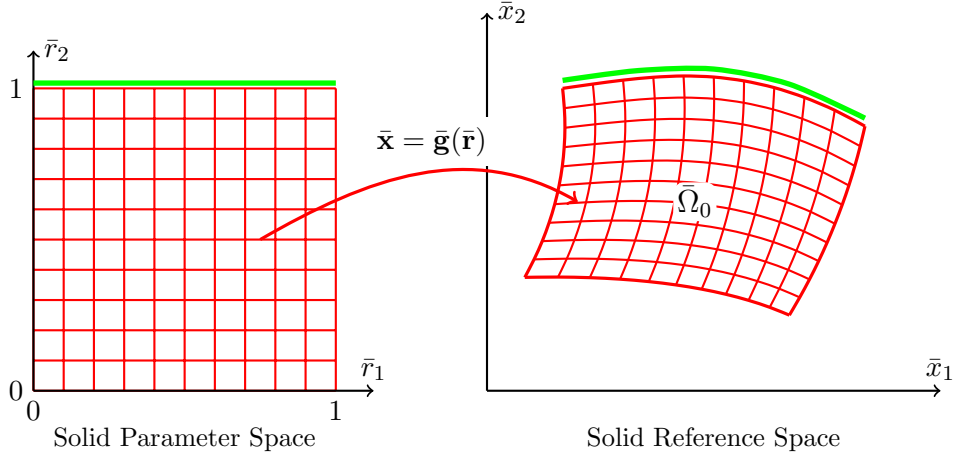 x̄₂
r̄₂
1
x̄ = ḡ(r̄)
Ω̄₀
r̄₁
x̄₁
0
0
1
Solid Parameter Space
Solid Reference Space